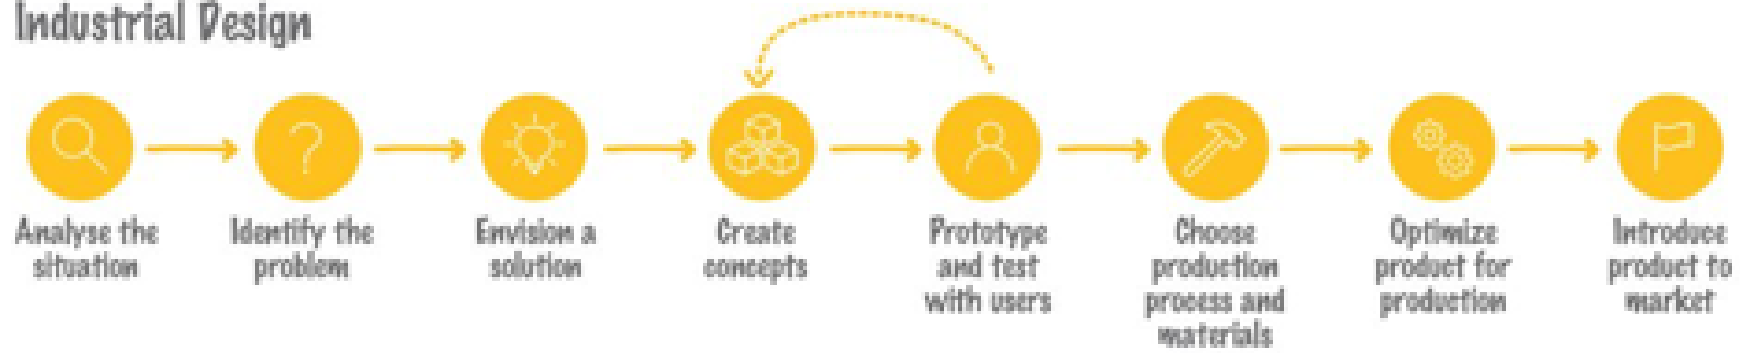 Industrial Design
Analyse the
situation
Identify the
problem
Envision a
solution
Create
concepts
Prototype
and test
with users
Choose
production
process and
materials
Optimize
product for
production
Introduce
product to
market